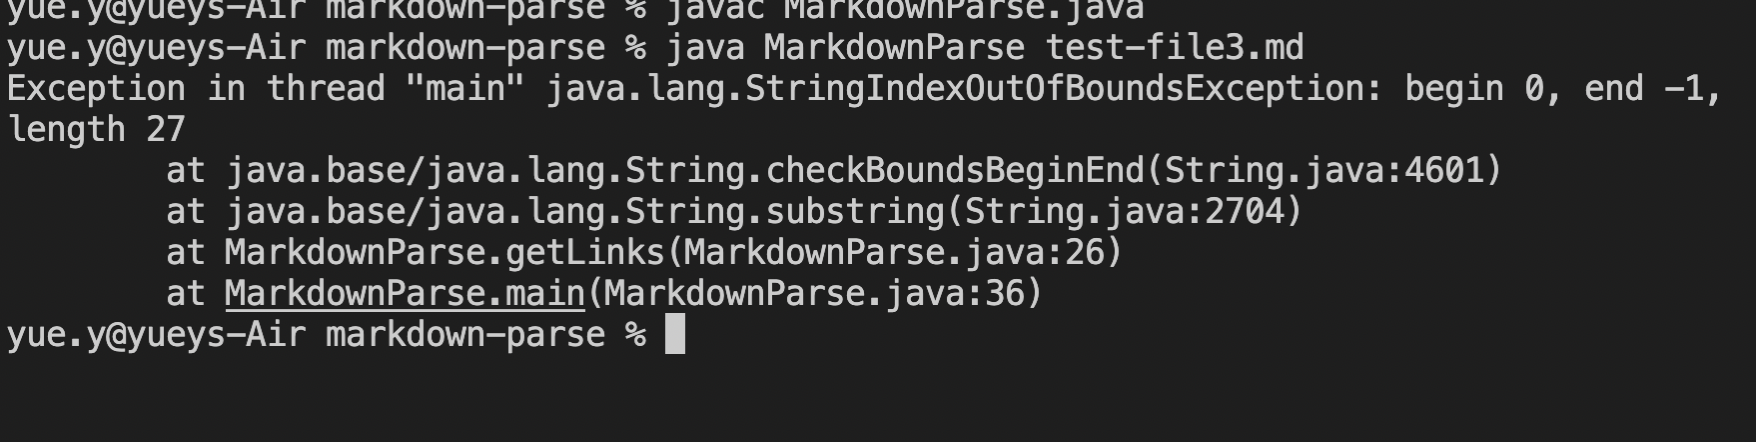 yue.y@yueys-Air markdown-parse % javac MarkdownParse.java
yue.y@yueys-Air markdown-parse % java MarkdownParse test-file3.md
Exception in thread "main" java.lang.StringIndexOutOfBoundsException: begin 0, end -1,
length 27
        at java.base/java.lang.String.checkBoundsBeginEnd(String.java:4601)
        at java.base/java.lang.String.substring(String.java:2704)
        at MarkdownParse.getLinks(MarkdownParse.java:26)
        at MarkdownParse.main(MarkdownParse.java:36)
yue.y@yueys-Air markdown-parse %